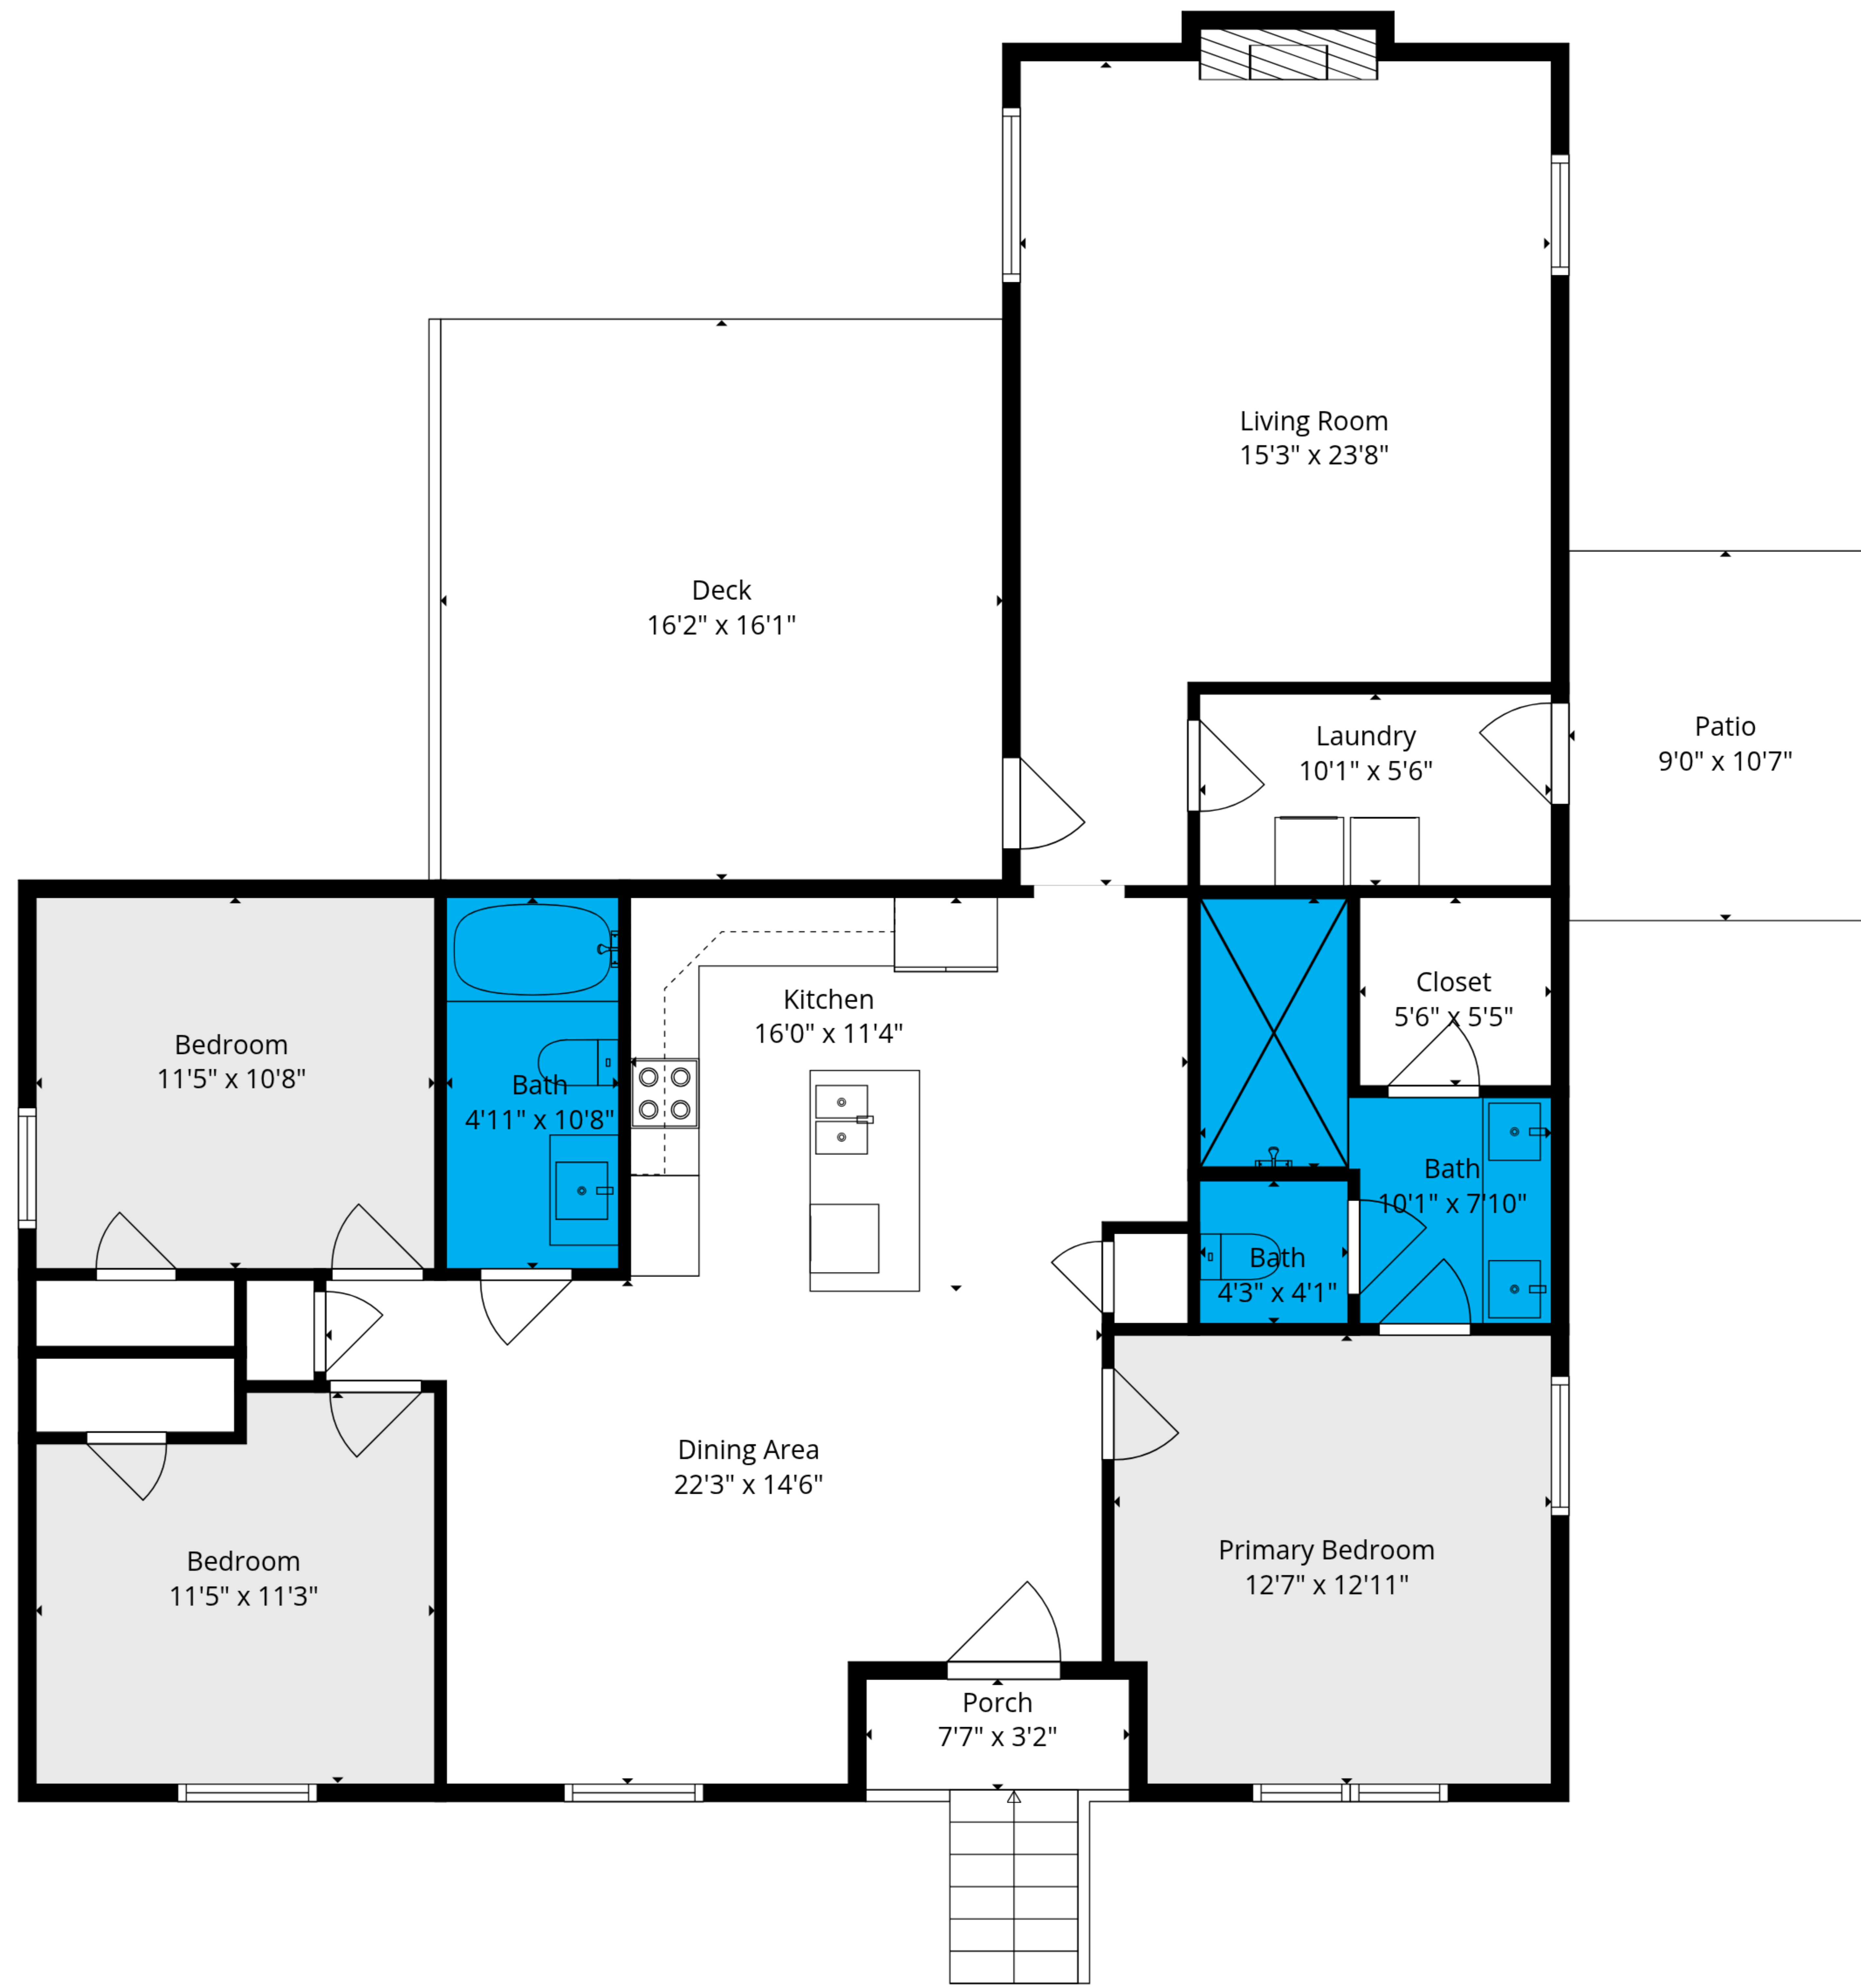 Living Room
15'3" x 23'8"
Deck
16'2" x 16'1"
Laundry
10'1" x 5'6"
Patio
9'0" x 10'7"
Closet
5'6" x 5'5"
Kitchen
16'0" x 11'4"
Bedroom
11'5" x 10'8"
Bath
4'11" x 10'8"
Bath
10'1" x 7'10"
Bath
4'3" x 4'1"
Dining Area
22'3" x 14'6"
Primary Bedroom
12'7" x 12'11"
Bedroom
11'5" x 11'3"
Porch
7'7" x 3'2"